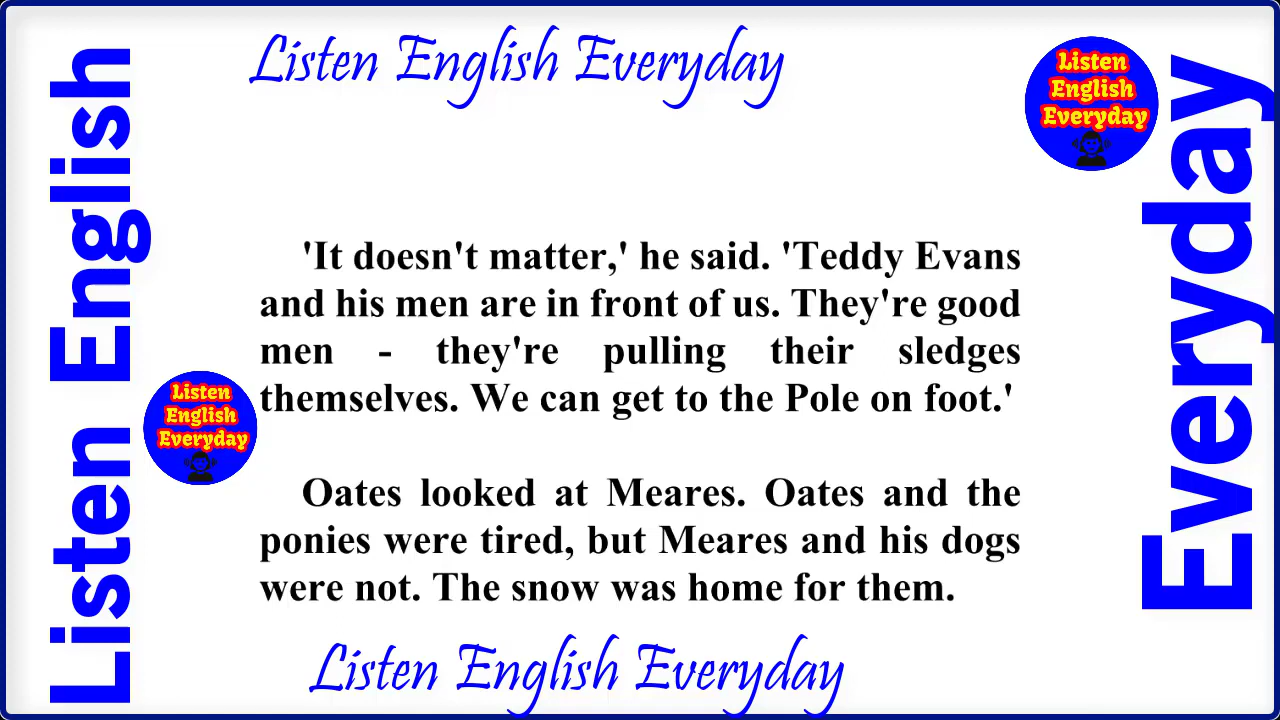 Listen English Everyday
Listen
English
Everyday
Listen English
Everyday
'It doesn't matter,' he said. 'Teddy Evans
and his men are in front of us. They're good
men - they're pulling their sledges
themselves. We can get to the Pole on foot.'
Listen
English
Everyday
Oates looked at Meares. Oates and the
ponies were tired, but Meares and his dogs
were not. The snow was home for them.
Listen English Everyday